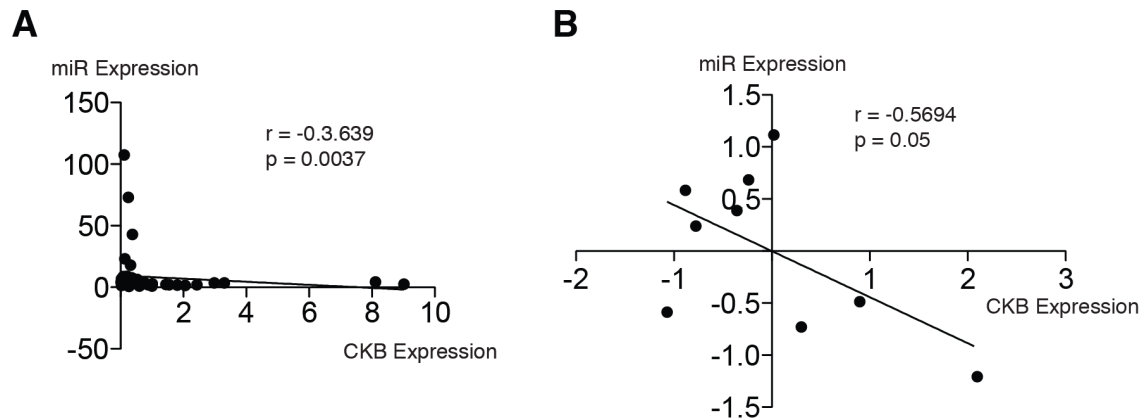 A
miR Expression
150
r = -0.3.639
p = 0.0037
100
50
0
2
4
6
8
10
-50
CKB Expression
B
miR Expression
1.5
r = -0.5694
p = 0.05
1.0
0.5
-2
-1
1
2
3
-0.5
CKB Expression
-1.0
-1.5